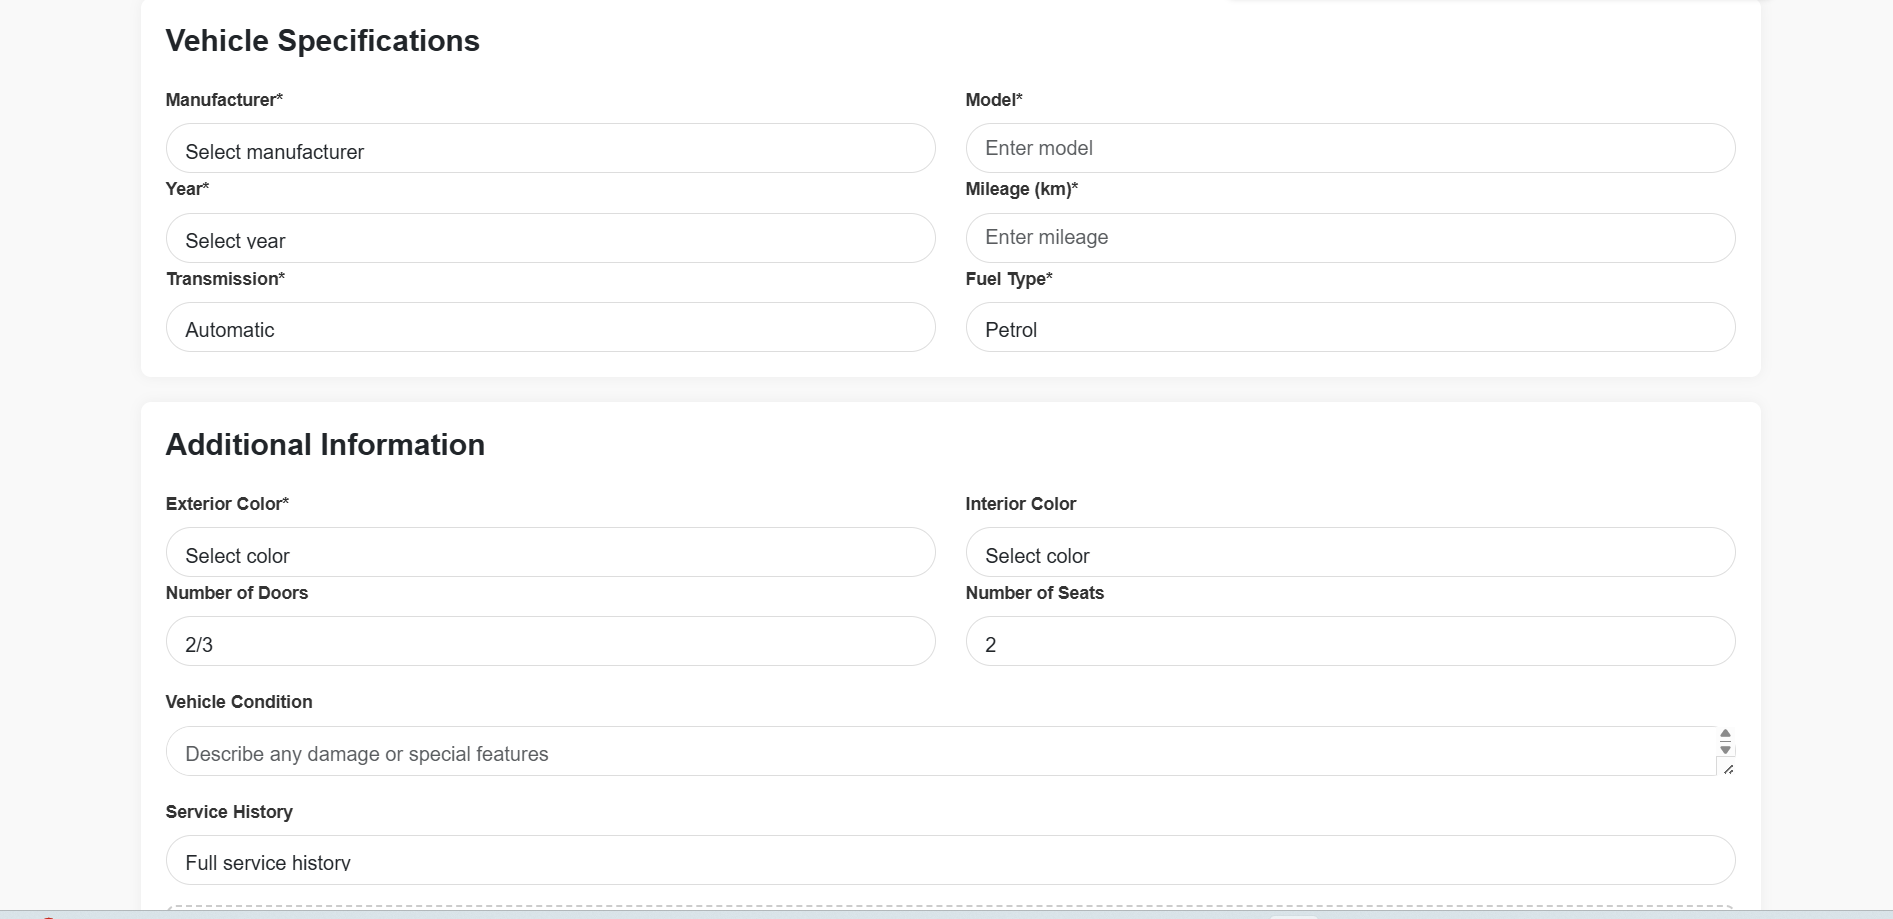 Vehicle Specifications
Manufacturer*
Model*
Select manufacturer
Enter model
Year*
Mileage (km)*
Select year
Enter mileage
Transmission*
Fuel Type*
Automatic
Petrol
Additional Information
Exterior Color*
Interior Color
Select color
Select color
Number of Doors
Number of Seats
2/3
2
Vehicle Condition
Describe any damage or special features
Service History
Full service history